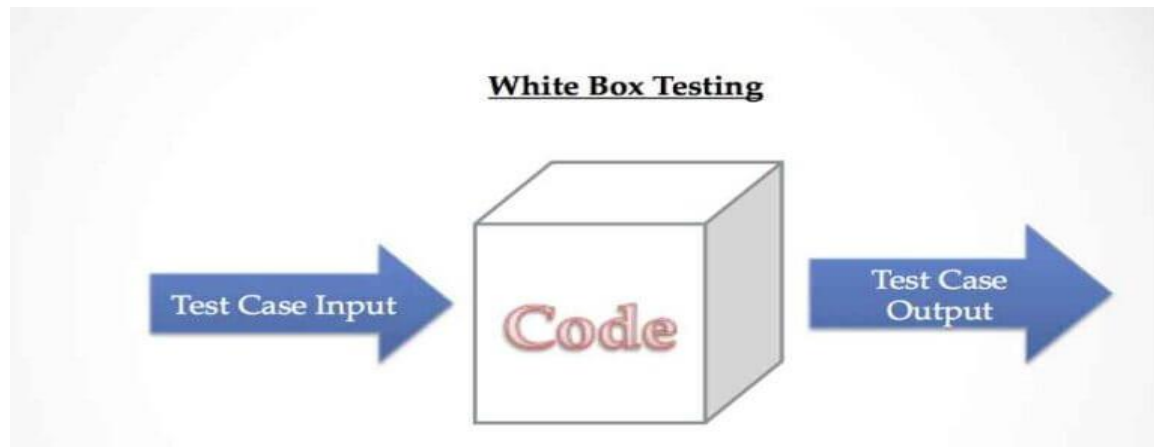 White Box Testing
Test Case Input
Code
Test Case
Output